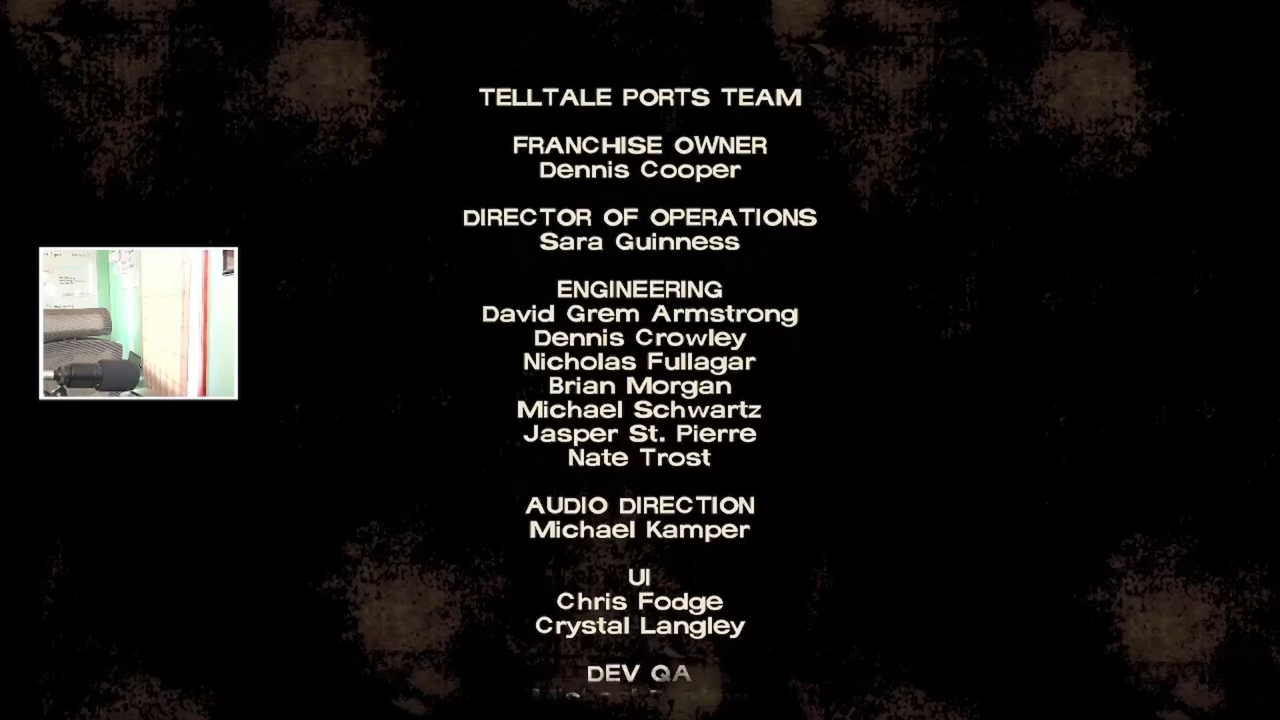 TELLTALE PORTS TEAM
FRANCHISE OWNER
Dennis Cooper
DIRECTOR OF OPERATIONS
Sara Guinness
ENGINEERING
David Grem Armstrong
Dennis Crowley
Nicholas Fullagar
Brian Morgan
Michael Schwartz
Jasper St. Pierre
Nate Trost
AUDIO DIRECTION
Michael Kamper
UI
Chris Fodge
Crystal Langley
DEV QA